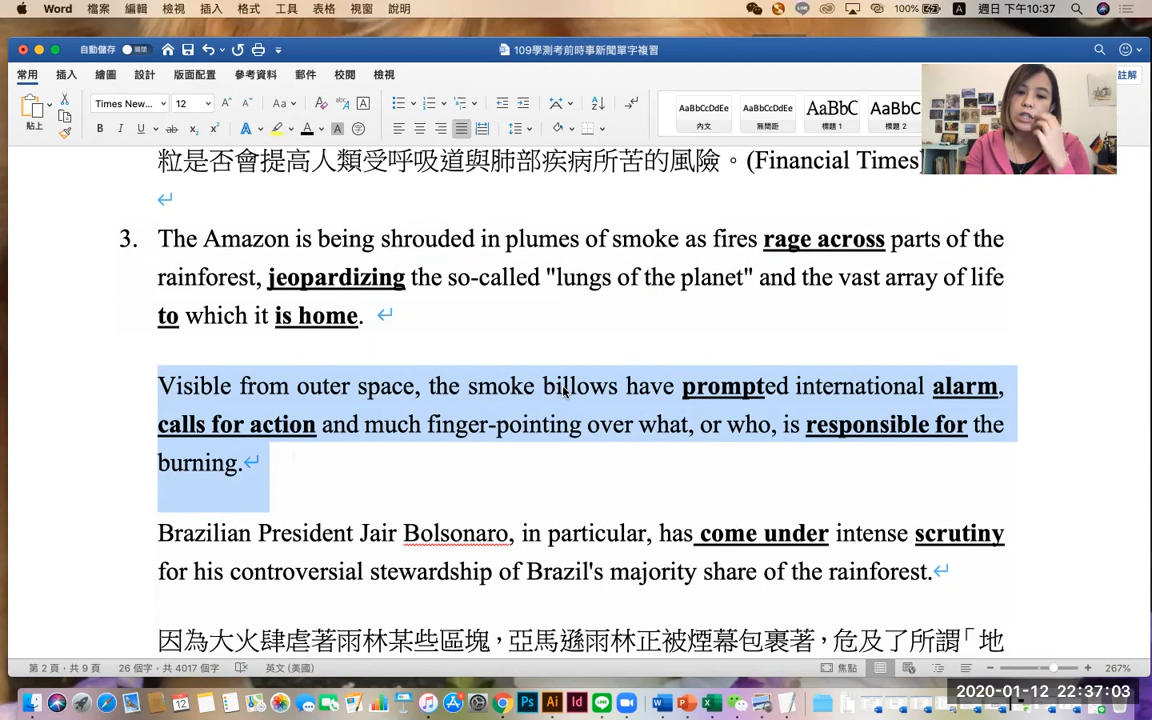 Word 檔案 編輯 檢視 插入 格式 工具 表格 視窗 說明 100% A 週日下午10:37
自動儲存 關閉 109學測考前時事新聞單字複習
常用 插入 繪圖 設計 版面配置 參考資料 郵件 校閱 檢視 註解
貼上 Times New... 12 AaBbCcDdEe AaBbCcDdEe AaBbC AaBbC
內文 無間距 標題 1 標題 2
粒是否會提高人類受呼吸道與肺部疾病所苦的風險。(Financial Times)
3. The Amazon is being shrouded in plumes of smoke as fires rage across parts of the
rainforest, jeopardizing the so-called "lungs of the planet" and the vast array of life
to which it is home.
Visible from outer space, the smoke billows have prompted international alarm,
calls for action and much finger-pointing over what, or who, is responsible for the
burning.
Brazilian President Jair Bolsonaro, in particular, has come under intense scrutiny
for his controversial stewardship of Brazil's majority share of the rainforest.
因為大火肆虐著雨林某些區塊，亞馬遜雨林正被煙幕包裹著，危及了所謂「地
第 2 頁，共 9 頁 26 個字，共 4017 個字 英文 (美國) 焦點 267%
2020-01-12 22:37:03